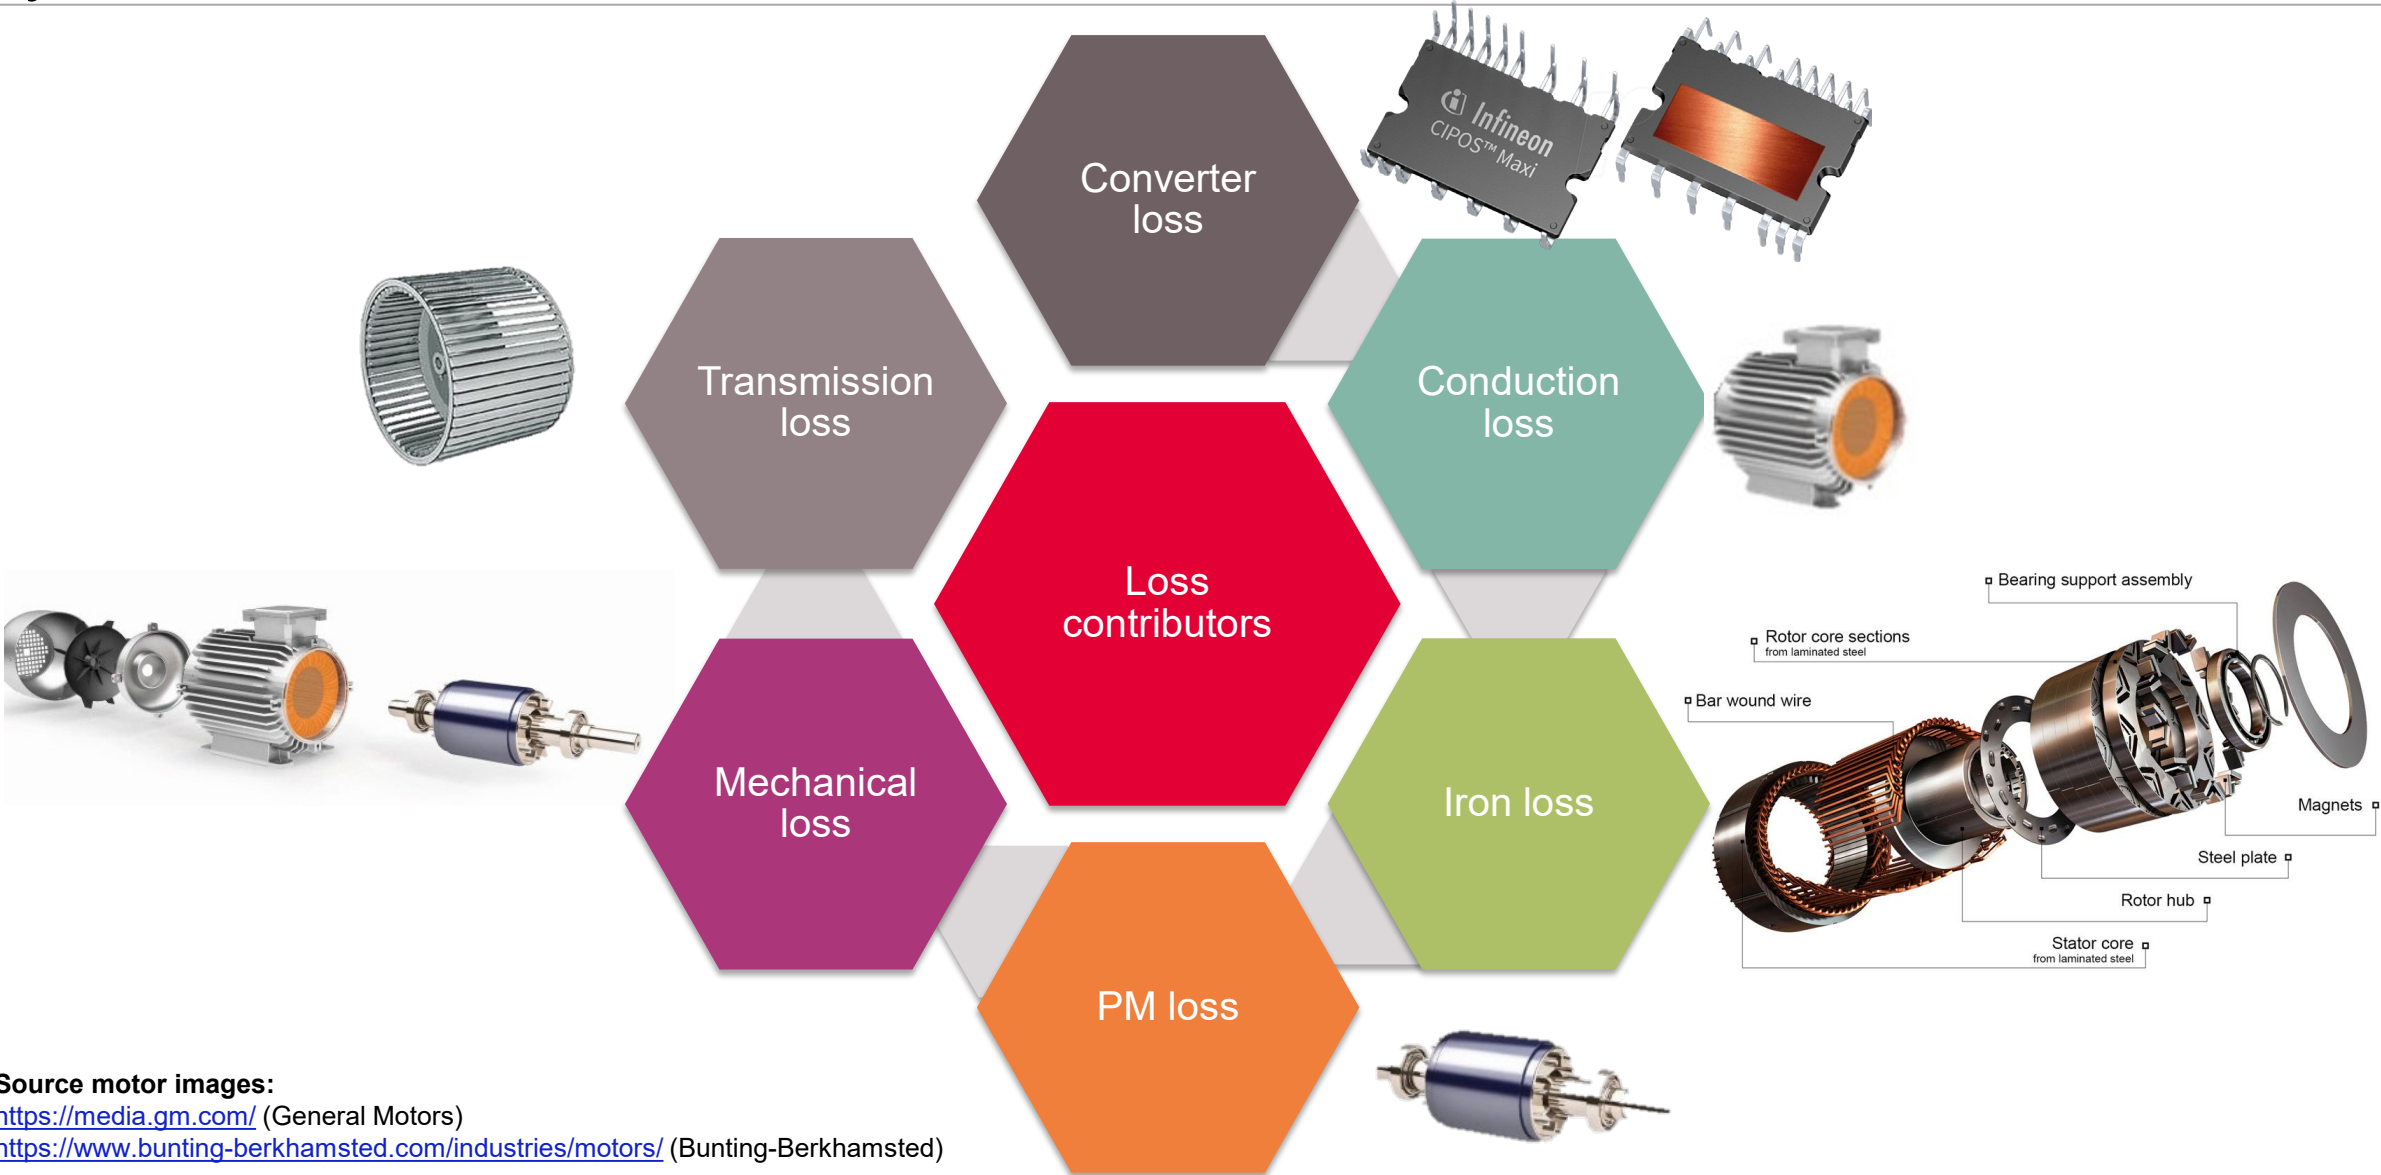 Infineon
CIPOS™ Maxi
Converter
loss
Transmission
loss
Conduction
loss
Loss
contributors
Bearing support assembly
Rotor core sections
from laminated steel
Bar wound wire
Mechanical
loss
Iron loss
Magnets
Steel plate
Rotor hub
Stator core
from laminated steel
PM loss
Source motor images:
https://media.gm.com/ (General Motors)
https://www.bunting-berkhamsted.com/industries/motors/ (Bunting-Berkhamsted)